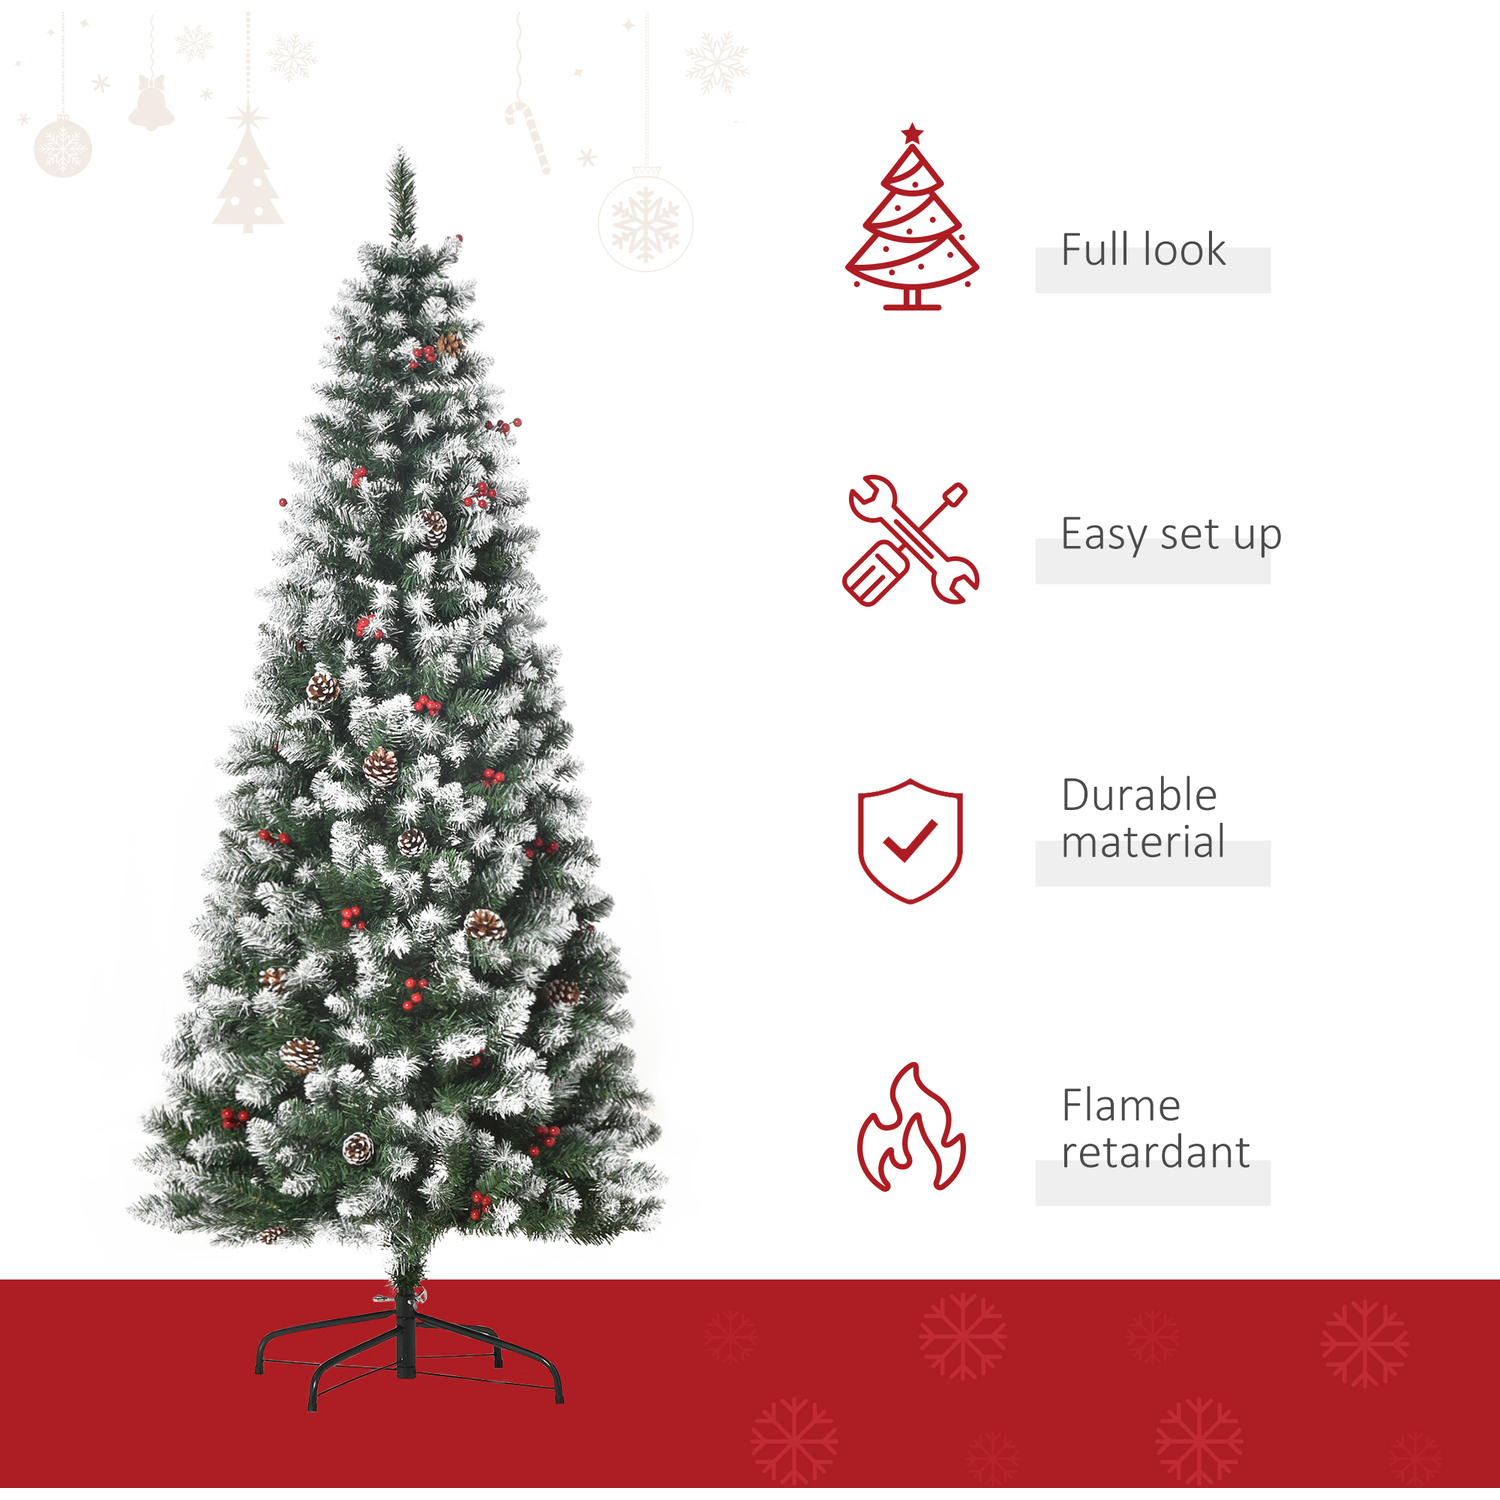 Full look
Easy set up
Durable
material
Flame
retardant